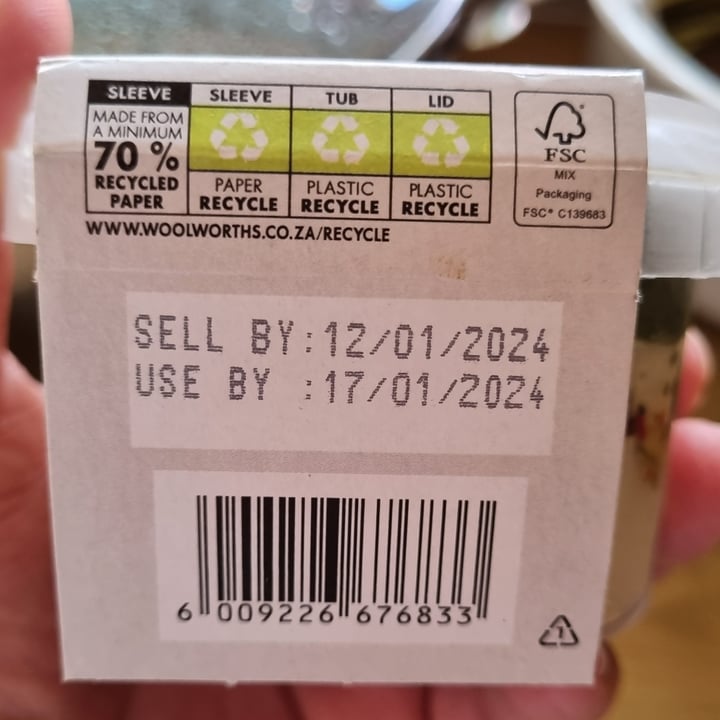 SLEEVE
MADE FROM
A MINIMUM
70 %
RECYCLED
PAPER
SLEEVE
PAPER
RECYCLE
TUB
PLASTIC
RECYCLE
LID
PLASTIC
RECYCLE
FSC
MIX
Packaging
FSC® C139683
WWW.WOOLWORTHS.CO.ZA/RECYCLE
SELL BY:12/01/2024
USE BY :17/01/2024
6 009226 676833
1